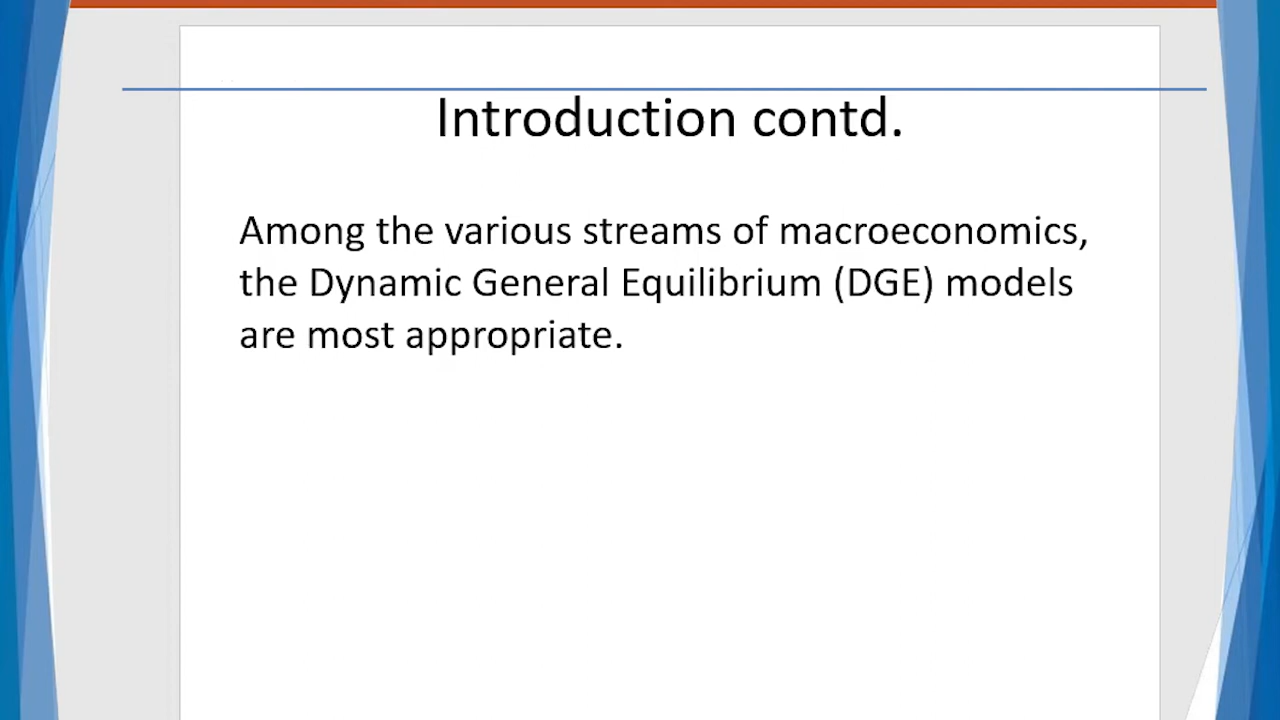 Introduction contd.
Among the various streams of macroeconomics,
the Dynamic General Equilibrium (DGE) models
are most appropriate.